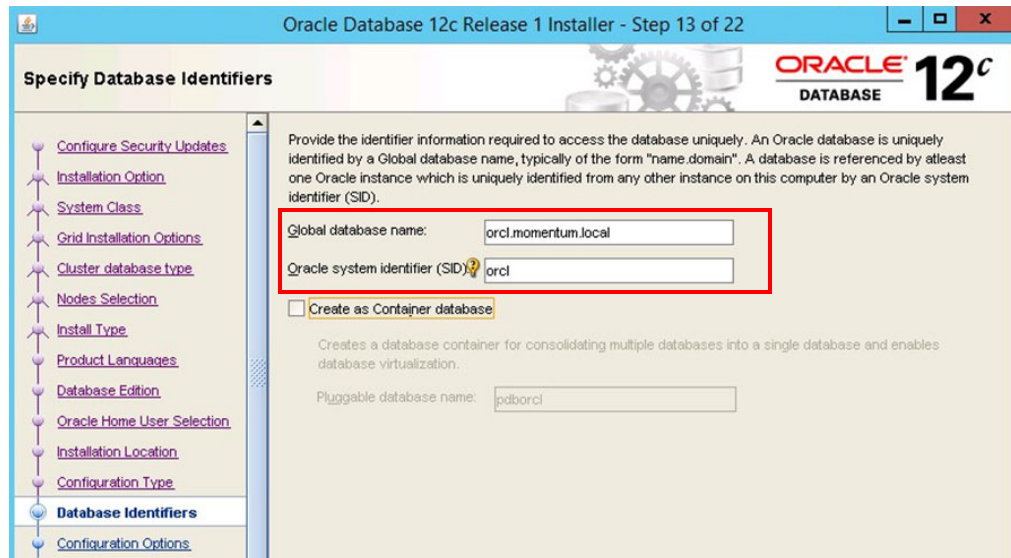 Oracle Database 12c Release 1 Installer - Step 13 of 22
Specify Database Identifiers
ORACLE
DATABASE
12c
Configure Security Updates
Installation Option
System Class
Grid Installation Options
Cluster database type
Nodes Selection
Install Type
Product Languages
Database Edition
Oracle Home User Selection
Installation Location
Configuration Type
Database Identifiers
Configuration Options
Provide the identifier information required to access the database uniquely. An Oracle database is uniquely
identified by a Global database name, typically of the form "name.domain". A database is referenced by atleast
one Oracle instance which is uniquely identified from any other instance on this computer by an Oracle system
identifier (SID).
Global database name: orcl.momentum.local
Oracle system identifier (SID) orcl
Create as Container database
Creates a database container for consolidating multiple databases into a single database and enables
database virtualization.
Pluggable database name: pdborcl